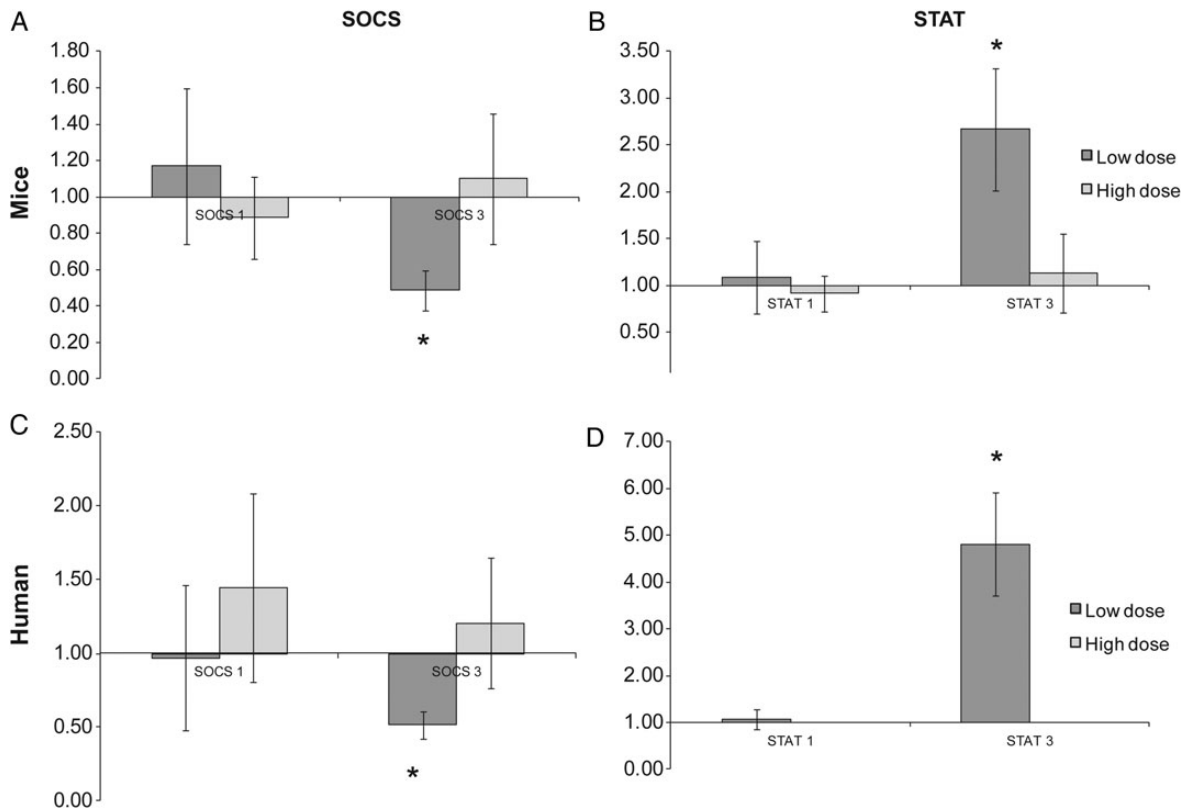 A
SOCS
1.80
1.60
1.40
1.20
1.00
0.80
0.60
0.40
0.20
0.00
Mice
SOCS 1
SOCS 3
*
B
STAT
3.50
3.00
2.50
2.00
1.50
1.00
0.50
*
STAT 1
STAT 3
Low dose
High dose
C
2.50
2.00
1.50
1.00
0.50
0.00
Human
SOCS 1
SOCS 3
*
D
7.00
6.00
5.00
4.00
3.00
2.00
1.00
0.00
*
STAT 1
STAT 3
Low dose
High dose